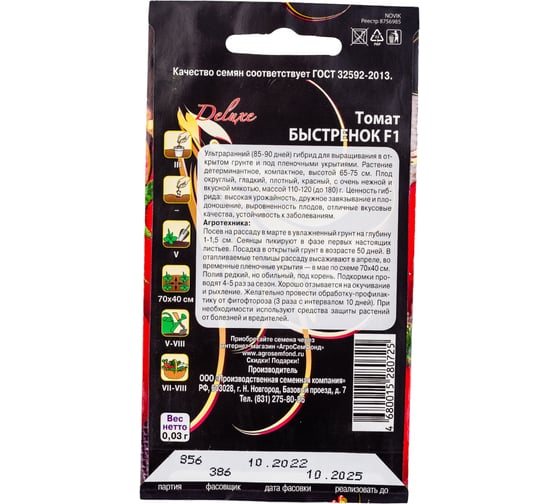 NOVIK
Реестр 8756985
Качество семян соответствует ГОСТ 32592-2013.
Deluxe
Томат
БЫСТРЕНОК F1
Ультраранний (85-90 дней) гибрид для выращивания в от-
крытом грунте и под пленочными укрытиями. Растение
детерминантное, компактное, высотой 65-75 см. Плод
округлый, гладкий, плотный, красный, с очень нежной и
вкусной мякотью, массой 110-120 (до 180) г. Ценность гиб-
рида: высокая урожайность, дружное завязывание и пло-
доношение, выровненность плодов, отличные вкусовые
качества, устойчивость к заболеваниям.
Агротехника:
Посев на рассаду в марте в увлажненный грунт на глубину
1-1,5 см. Сеянцы пикируют в фазе первых настоящих
листьев. Посадка в открытый грунт в возрасте 50 дней. В
отапливаемые теплицы рассаду высаживают в апреле, во
временные пленочные укрытия – в мае по схеме 70х40 см.
Полив редкий, но обильный, под корень. Подкормки прово-
дят 4-5 раз за сезон. Хорошо отзывается на окучивание
и рыхление. Желательно провести обработку-профилак-
тику от фитофтороза (3 раза с интервалом 10 дней). При
необходимости используют средства защиты растений
от болезней и вредителей.
III
–
V
70х40 см
V-VIII
VII-VIII
Приобретайте семена через
интернет-магазин «АгроСемФонд»
www.agrosemfond.ru
Скидки! Подарки!
Производитель
ООО «Производственная семенная компания»
РФ, 603028, г. Н. Новгород, Базовый проезд, д. 7
Тел. (831) 275-80-
4 680015 280725
Вес
нетто
0,03 г
856
386
10.2022
10.2025
партия
фасовщик
дата фасовки
реализовать до